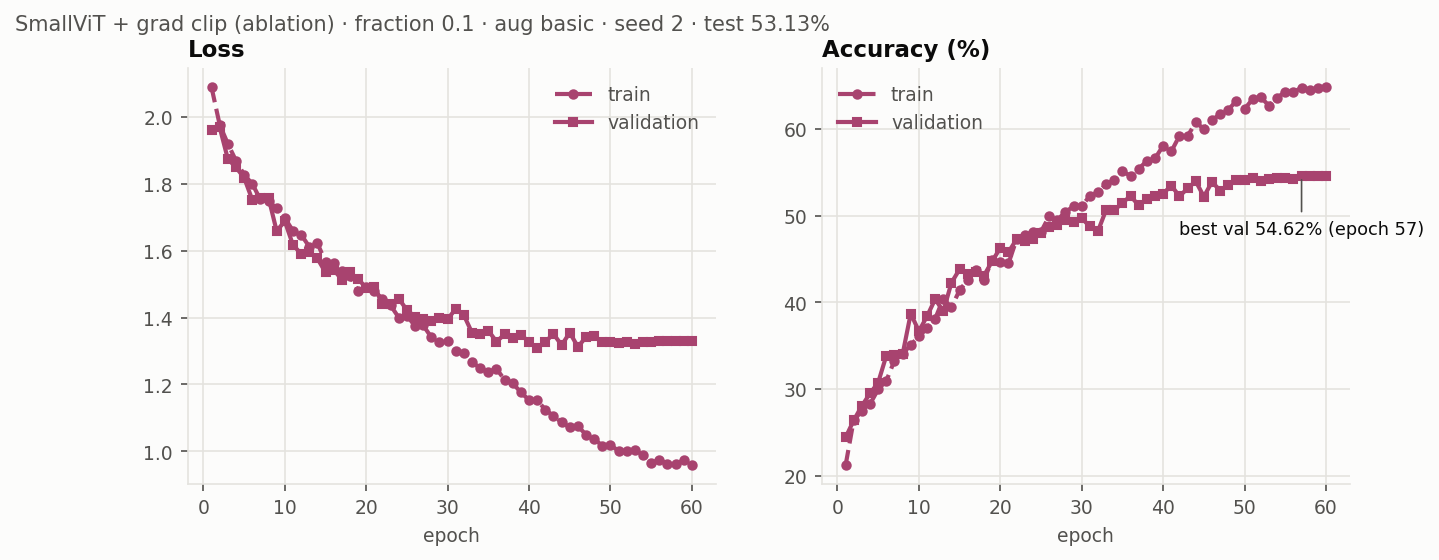 SmallViT + grad clip (ablation) · fraction 0.1 · aug basic · seed 2 · test 53.13%
Loss
train
validation
2.0
1.8
1.6
1.4
1.2
1.0
0 10 20 30 40 50 60
epoch
Accuracy (%)
train
validation
60
50
40
30
20
best val 54.62% (epoch 57)
0 10 20 30 40 50 60
epoch